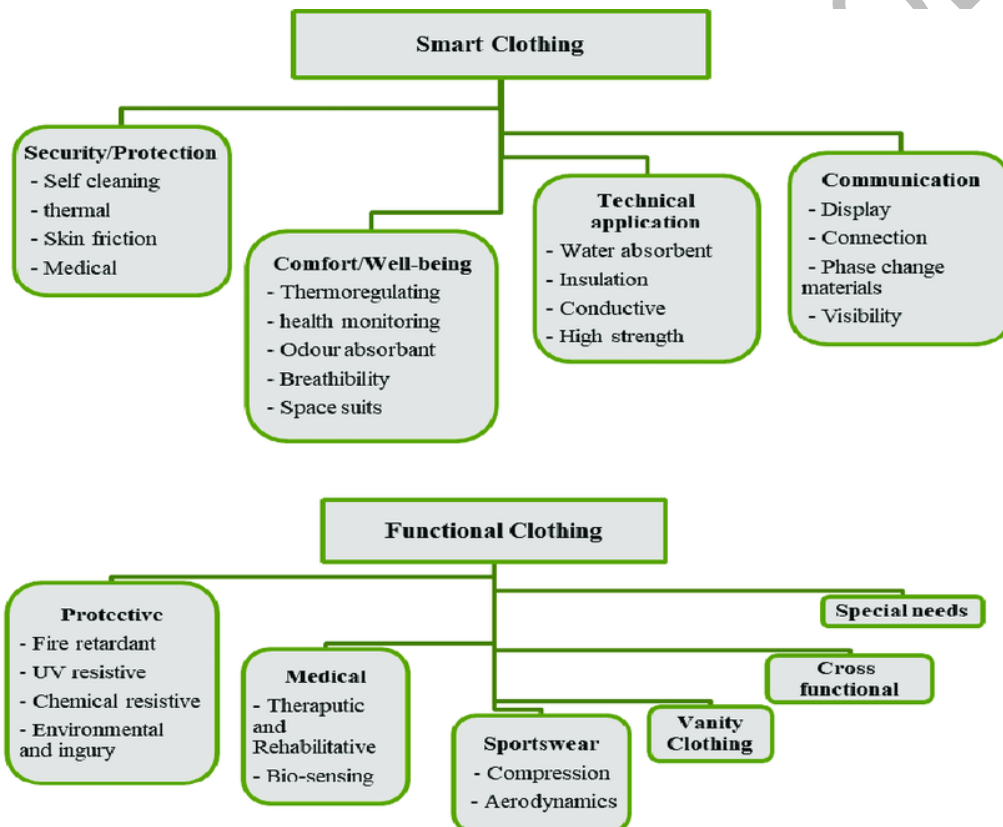 Smart Clothing
Security/Protection
- Self cleaning
- thermal
- Skin friction
- Medical
Comfort/Well-being
- Thermoregulating
- health monitoring
- Odour absorbant
- Breathibility
- Space suits
Technical
application
- Water absorbent
- Insulation
- Conductive
- High strength
Communication
- Display
- Connection
- Phase change
materials
- Visibility
Functional Clothing
Protective
- Fire retardant
- UV resistive
- Chemical resistive
- Environmental
and ingury
Medical
- Theraputic
and
Rehabilitative
- Bio-sensing
Sportswear
- Compression
- Aerodynamics
Vanity
Clothing
Cross
functional
Special needs